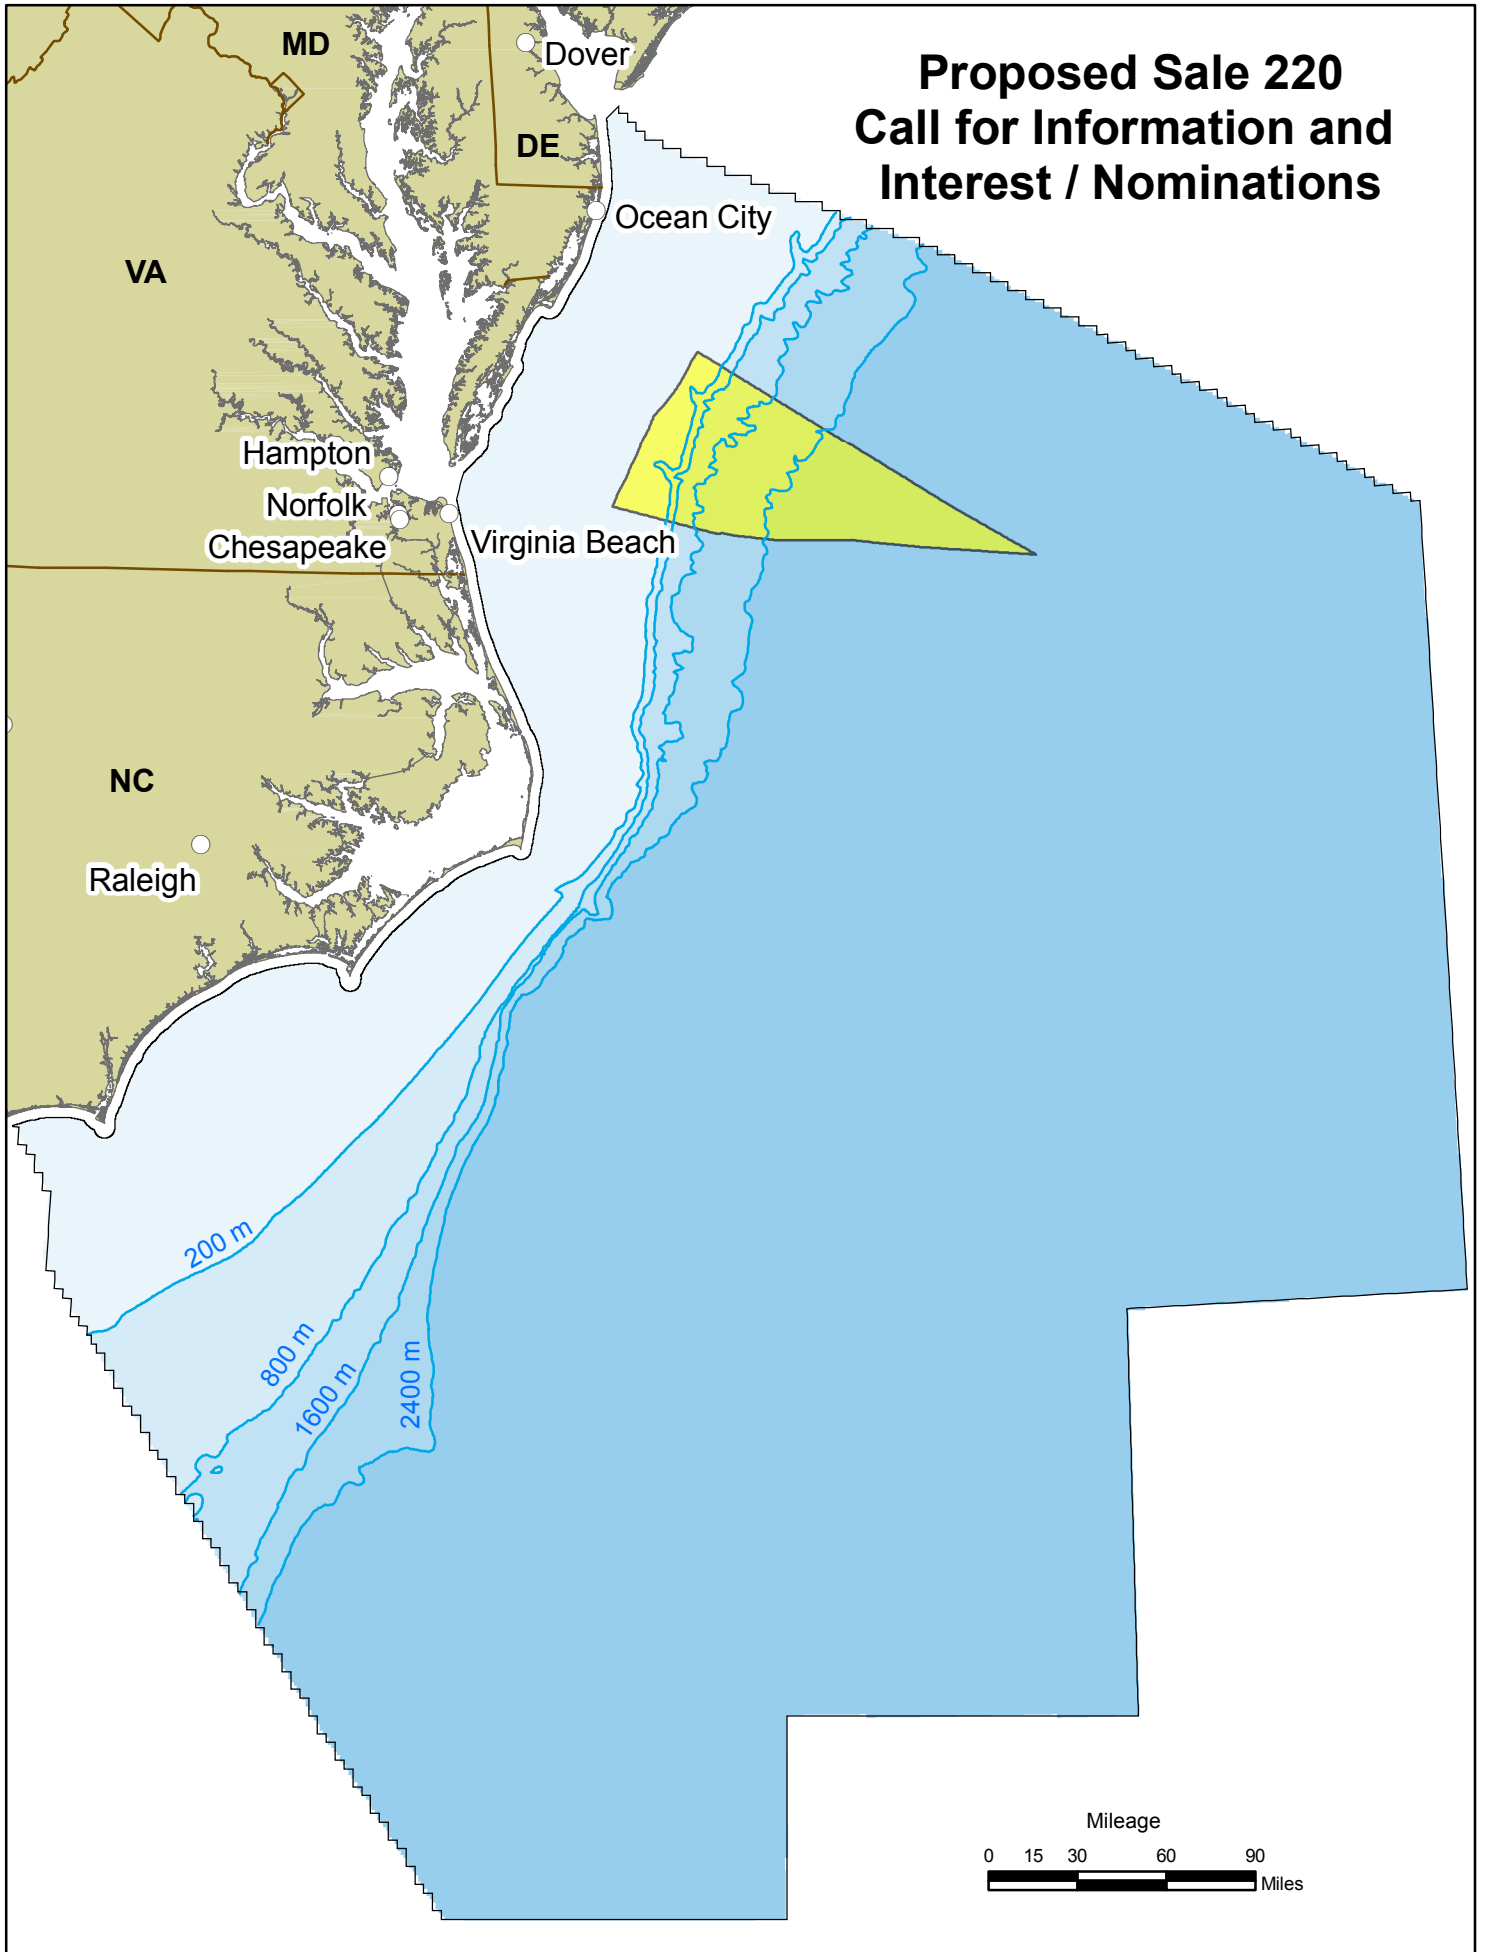 Proposed Sale 220
Call for Information and
Interest / Nominations
MD
Dover
DE
Ocean City
VA
Hampton
Norfolk
Chesapeake
Virginia Beach
NC
Raleigh
200 m
800 m
1600 m
2400 m
Mileage
0 15 30 60 90
Miles